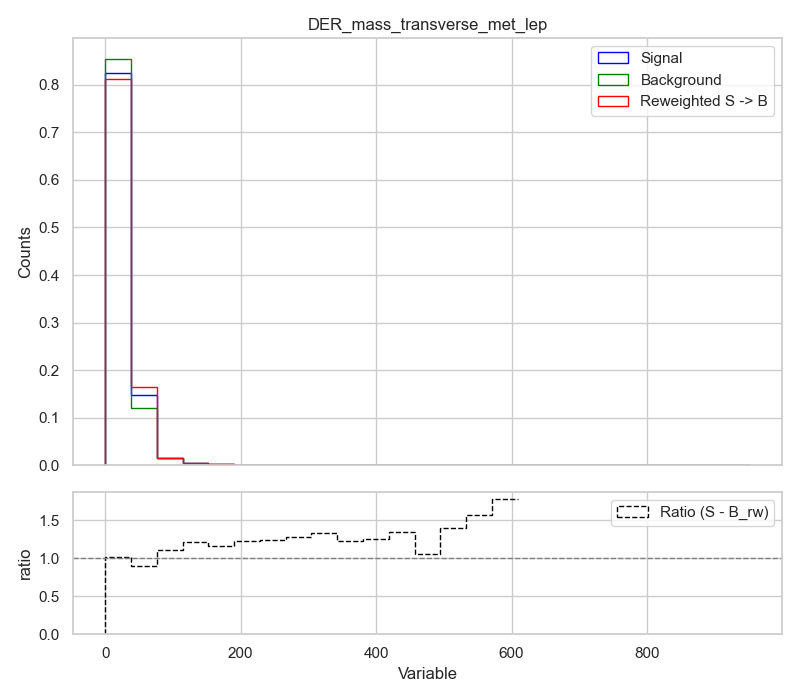 DER_mass_transverse_met_lep
Signal
Background
Reweighted S -> B
0.8
0.7
0.6
0.5
0.4
0.3
0.2
0.1
0.0
Counts
Ratio (S - B_rw)
1.5
1.0
0.5
0.0
ratio
0 200 400 600 800
Variable